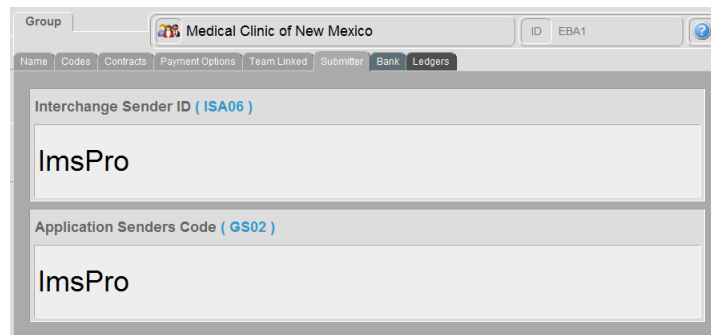 Group
Medical Clinic of New Mexico
ID EBA1
Name Codes Contracts Payment Options Team Linked Submitter Bank Ledgers
Interchange Sender ID ( ISA06 )
ImsPro
Application Senders Code ( GS02 )
ImsPro